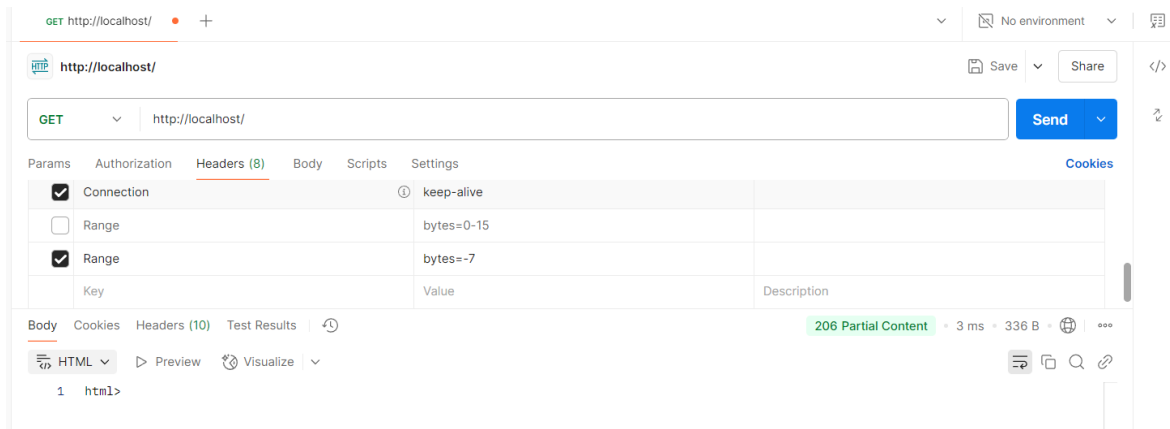 GET http://localhost/
No environment
HTTP http://localhost/
Save Share
GET http://localhost/ Send
Params Authorization Headers (8) Body Scripts Settings Cookies
Connection keep-alive
Range bytes=0-15
Range bytes=-7
Key Value Description
Body Cookies Headers (10) Test Results 206 Partial Content • 3 ms • 336 B •
HTML Preview Visualize
1 html>